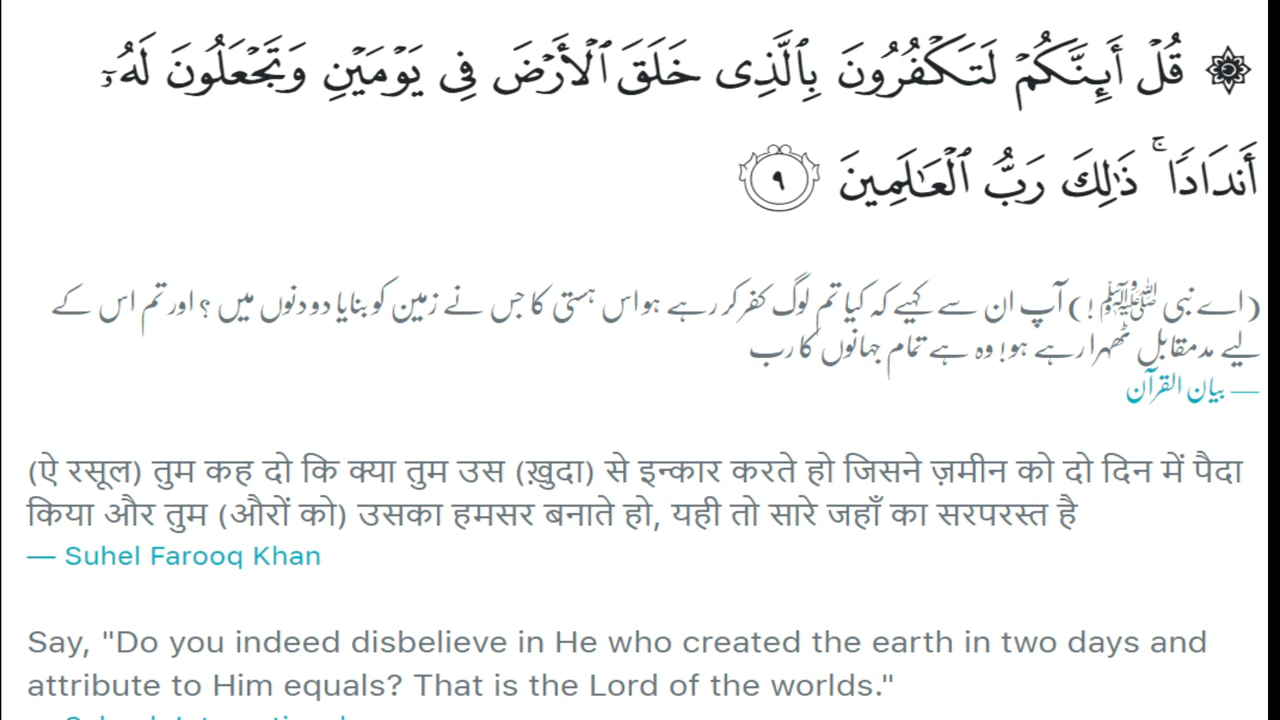 ۞ قُلْ أَئِنَّكُمْ لَتَكْفُرُونَ بِٱلَّذِى خَلَقَ ٱلْأَرْضَ فِى يَوْمَيْنِ وَتَجْعَلُونَ لَهُۥٓ
أَندَادًا ۚ ذَٰلِكَ رَبُّ ٱلْعَـٰلَمِينَ ٩
(اے نبی ﷺ !) آپ ان سے کہیے کہ کیا تم لوگ کفر کر رہے ہو اس ہستی کا جس نے زمین کو بنایا دو دنوں میں ؟ اور تم اس کے
لیے مدمقابل ٹھہرا رہے ہو ! وہ ہے تمام جہانوں کا رب
— بیان القرآن
(ऐ रसूल) तुम कह दो कि क्या तुम उस (ख़ुदा) से इन्कार करते हो जिसने ज़मीन को दो दिन में पैदा
किया और तुम (औरों को) उसका हमसर बनाते हो, यही तो सारे जहाँ का सरपरस्त है
— Suhel Farooq Khan
Say, "Do you indeed disbelieve in He who created the earth in two days and
attribute to Him equals? That is the Lord of the worlds."